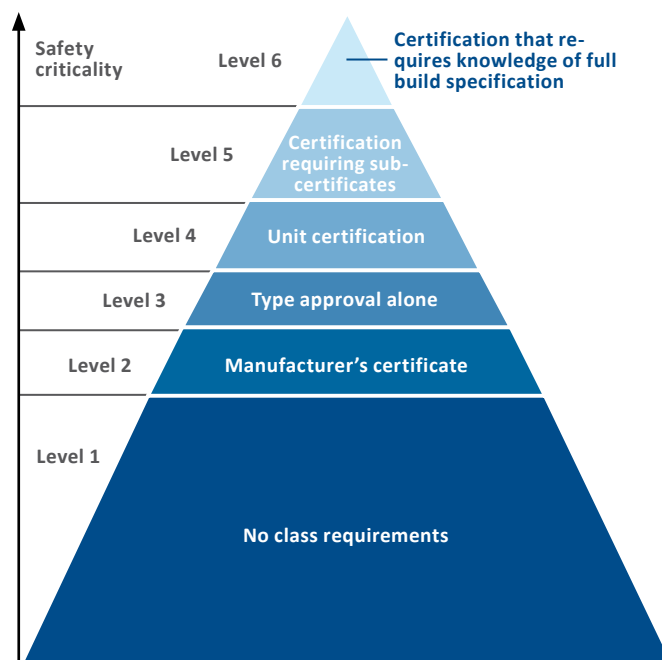 Safety
criticality
Level 6
Certification that re-
quires knowledge of full
build specification
Level 5
Certification
requiring sub-
certificates
Level 4
Unit certification
Level 3
Type approval alone
Level 2
Manufacturer’s certificate
Level 1
No class requirements